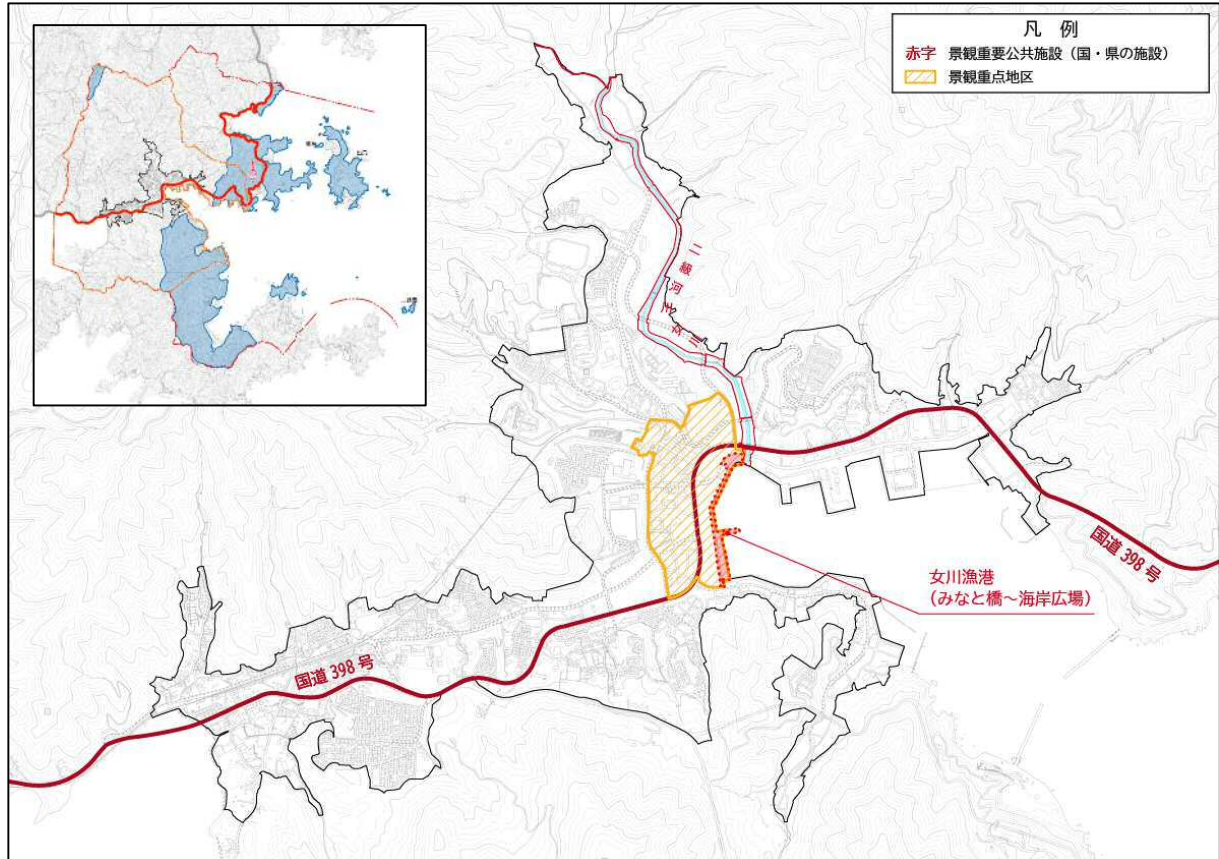 凡 例
赤字 景観重要公共施設（国・県の施設）
景観重点地区
二級河川 女川
国道398号
女川漁港
（みなと橋～海岸広場）
国道398号